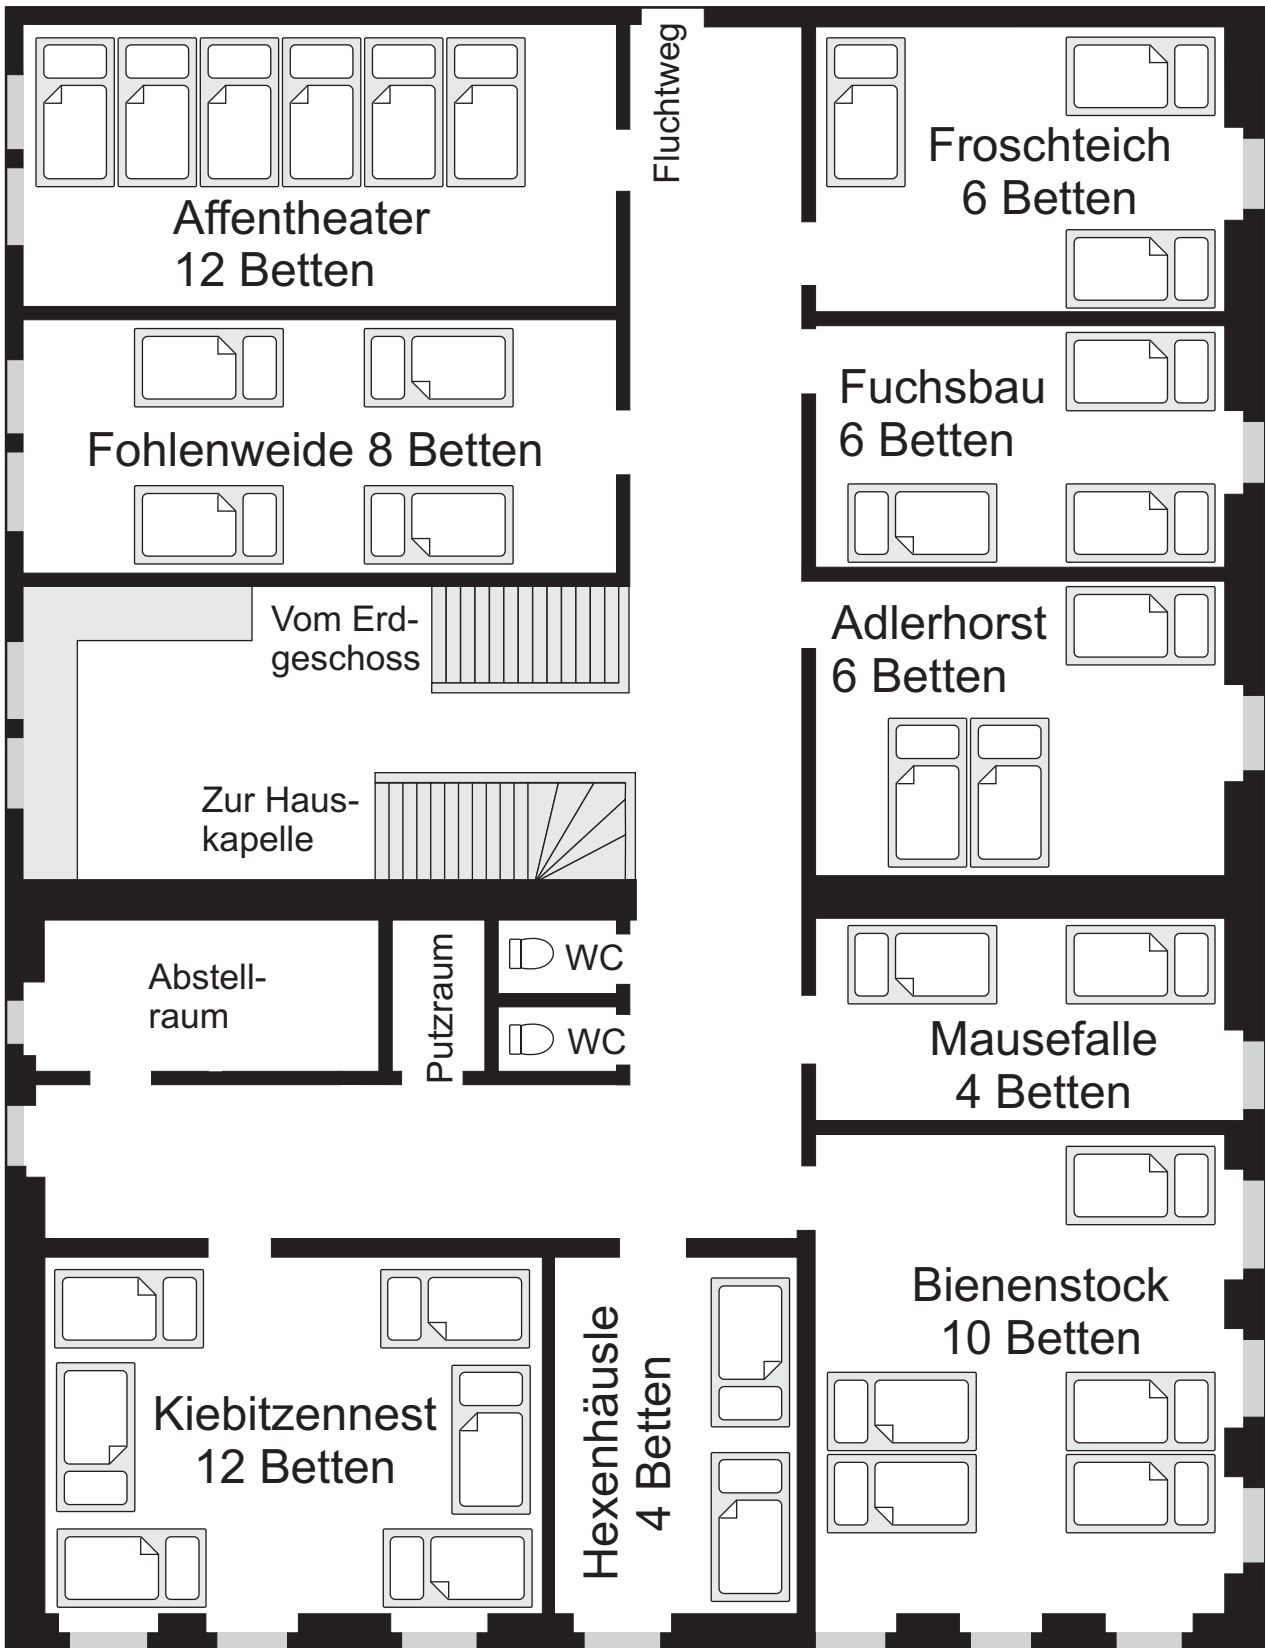 Fluchtweg
Affentheater
12 Betten
Froschteich
6 Betten
Fohlenweide 8 Betten
Fuchsbau
6 Betten
Vom Erd-
geschoss
Adlerhorst
6 Betten
Zur Haus-
kapelle
Abstell-
raum
Putzraum
WC
WC
Mausefalle
4 Betten
Kiebitzennest
12 Betten
Hexenhäusle
4 Betten
Bienenstock
10 Betten